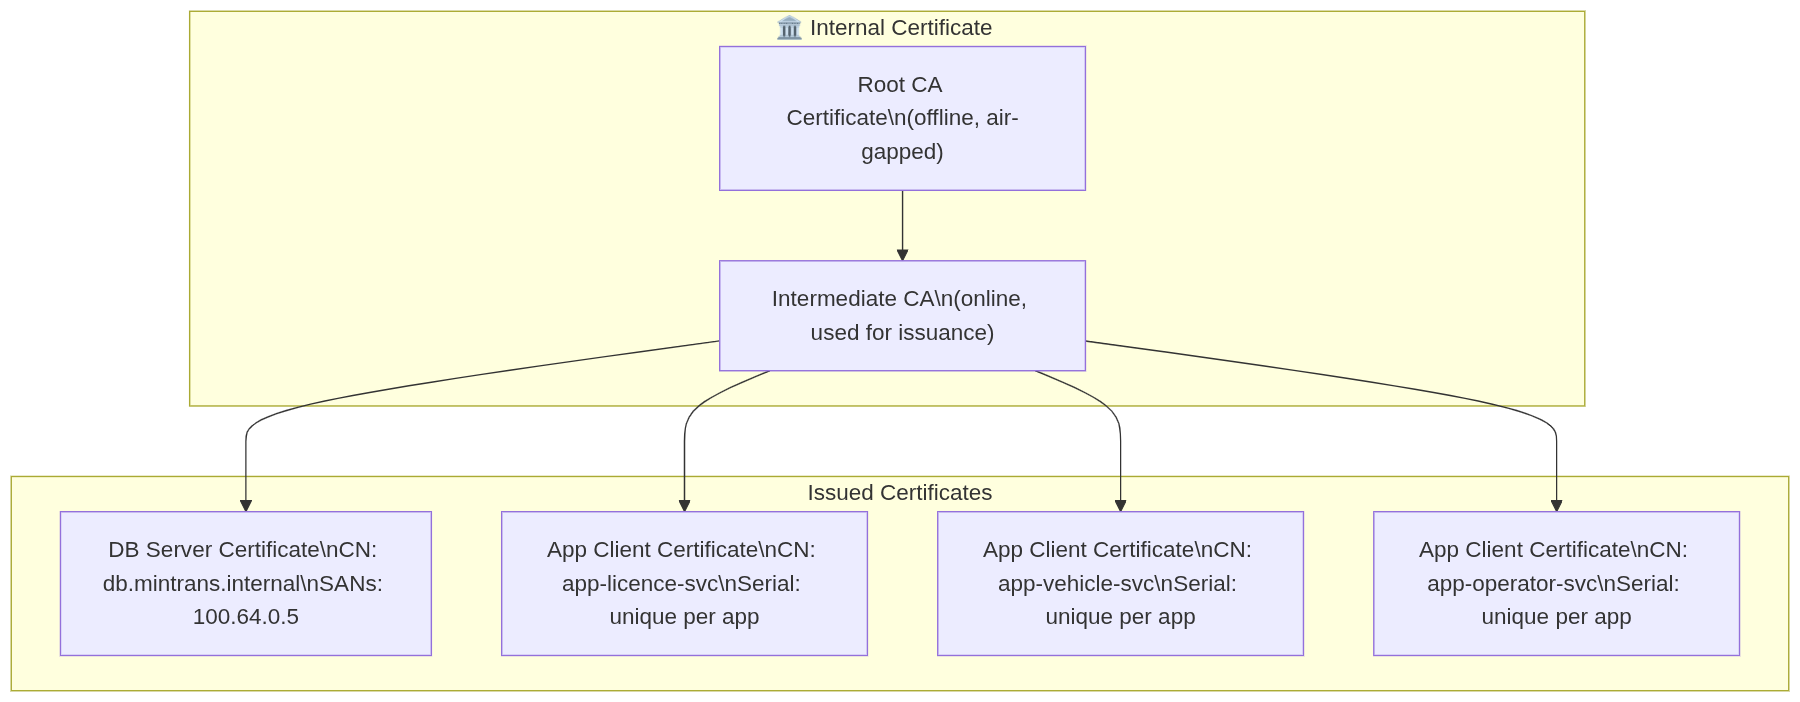 🏛️ Internal Certificate
Root CA
Certificate\n(offline, air-
gapped)
Intermediate CA\n(online,
used for issuance)
Issued Certificates
DB Server Certificate\nCN:
db.mintrans.internal\nSANs:
100.64.0.5
App Client Certificate\nCN:
app-licence-svc\nSerial:
unique per app
App Client Certificate\nCN:
app-vehicle-svc\nSerial:
unique per app
App Client Certificate\nCN:
app-operator-svc\nSerial:
unique per app